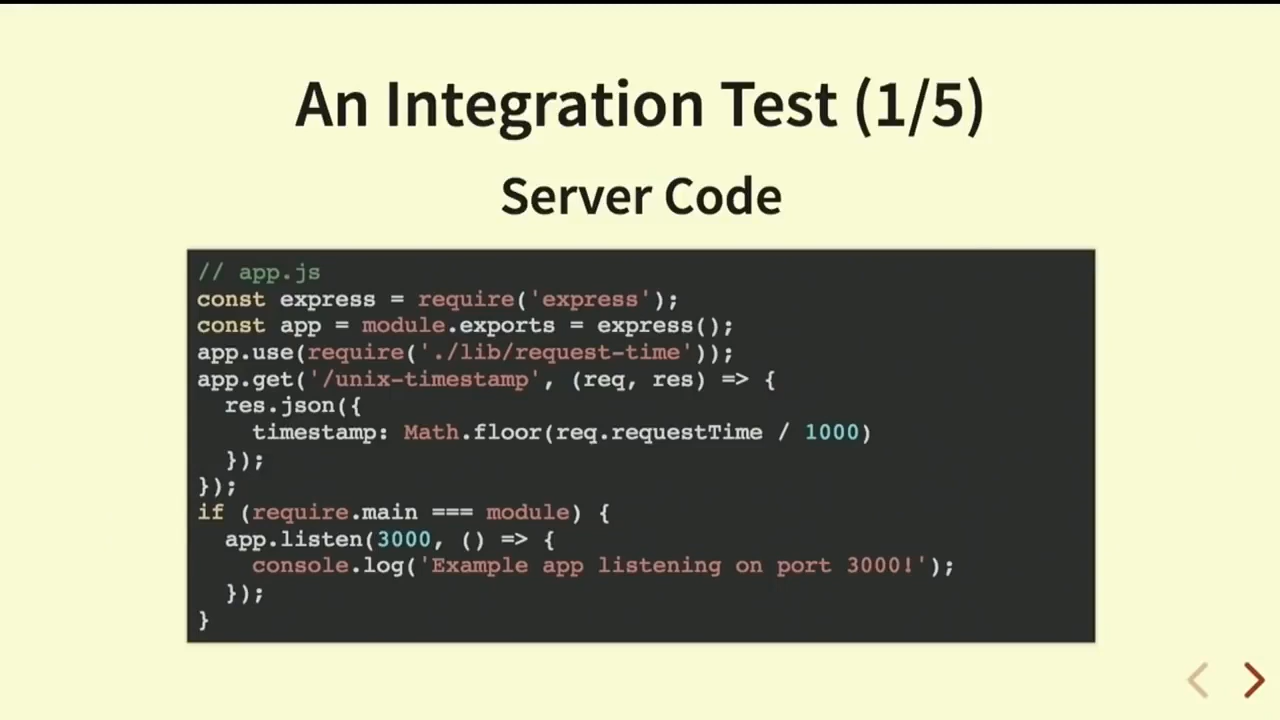 An Integration Test (1/5)
Server Code
// app.js
const express = require('express');
const app = module.exports = express();
app.use(require('./lib/request-time'));
app.get('/unix-timestamp', (req, res) => {
  res.json({
    timestamp: Math.floor(req.requestTime / 1000)
  });
});
if (require.main === module) {
  app.listen(3000, () => {
    console.log('Example app listening on port 3000!');
  });
}